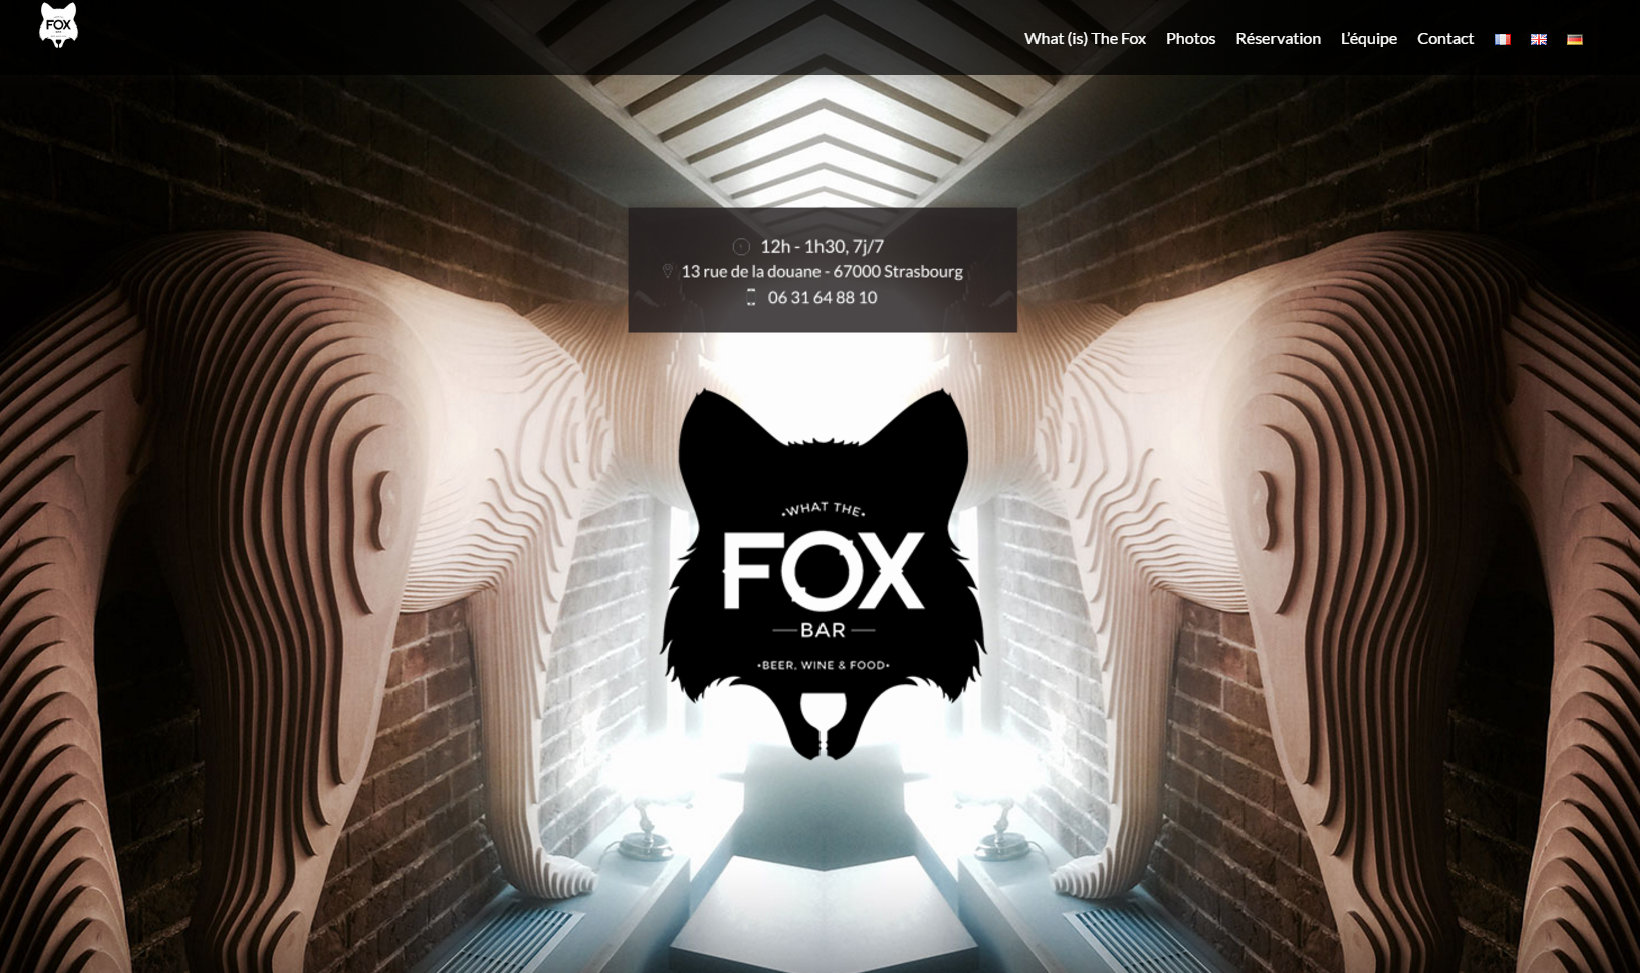 FOX
What (is) The Fox Photos Réservation L'équipe Contact
12h - 1h30, 7j/7
13 rue de la douane - 67000 Strasbourg
06 31 64 88 10
•WHAT THE•
FOX
BAR
•BEER, WINE & FOOD•